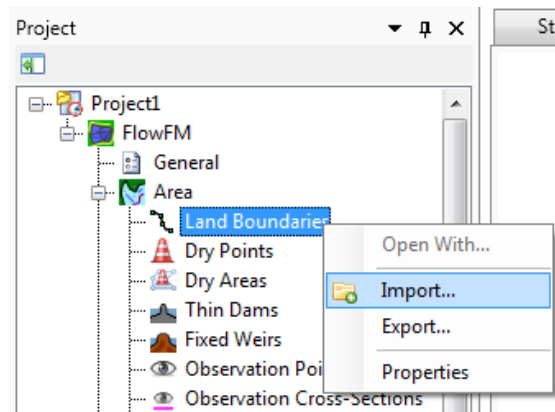 Project
St
Project1
FlowFM
General
Area
Land Boundaries
Open With...
Dry Points
Import...
Dry Areas
Thin Dams
Export...
Fixed Weirs
Observation Poi
Properties
Observation Cross-Sections